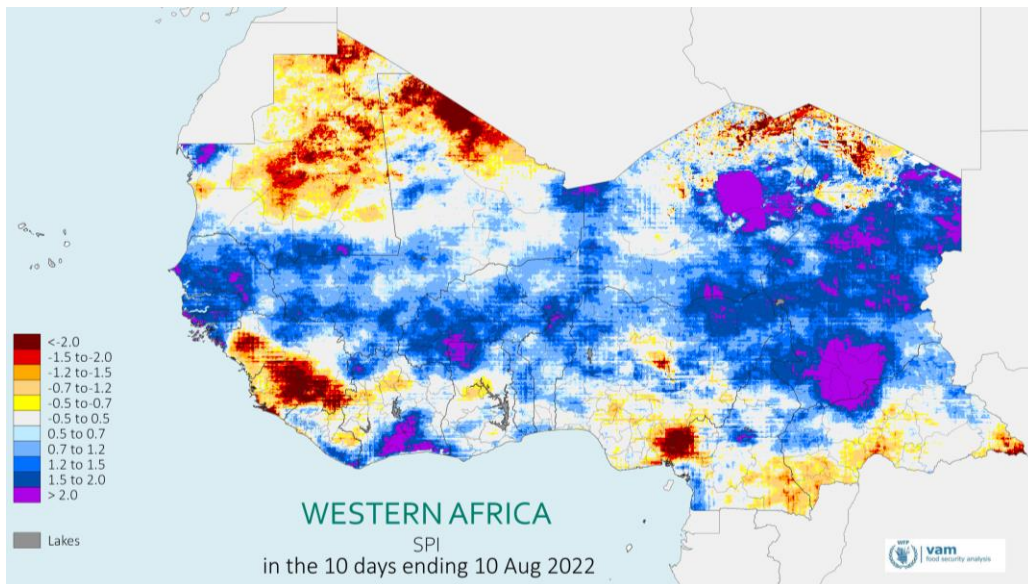 <-2.0
-1.5 to-2.0
-1.2 to-1.5
-0.7 to-1.2
-0.5 to-0.7
-0.5 to 0.5
0.5 to 0.7
0.7 to 1.2
1.2 to 1.5
1.5 to 2.0
> 2.0
Lakes
WESTERN AFRICA
SPI
in the 10 days ending 10 Aug 2022
WFP
vam
food security analysis